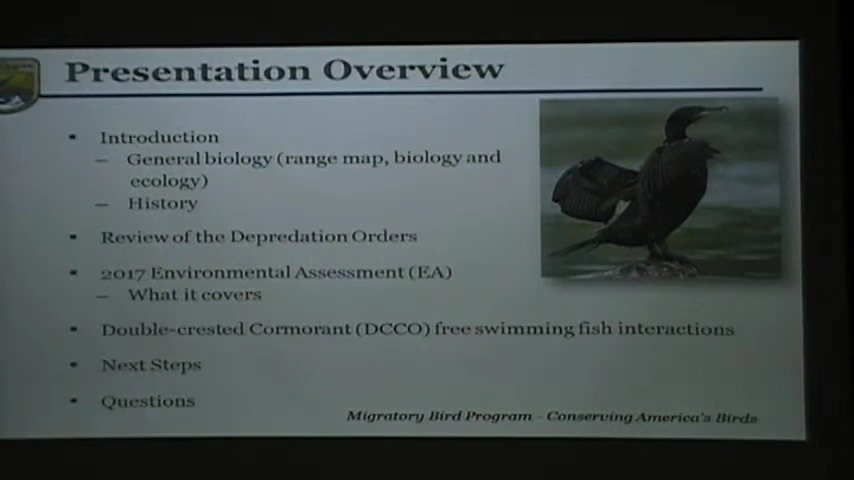 Presentation Overview
▪ Introduction
– General biology (range map, biology and
ecology)
– History
▪ Review of the Depredation Orders
▪ 2017 Environmental Assessment (EA)
– What it covers
▪ Double-crested Cormorant (DCCO) free swimming fish interactions
▪ Next Steps
▪ Questions
Migratory Bird Program - Conserving America's Birds